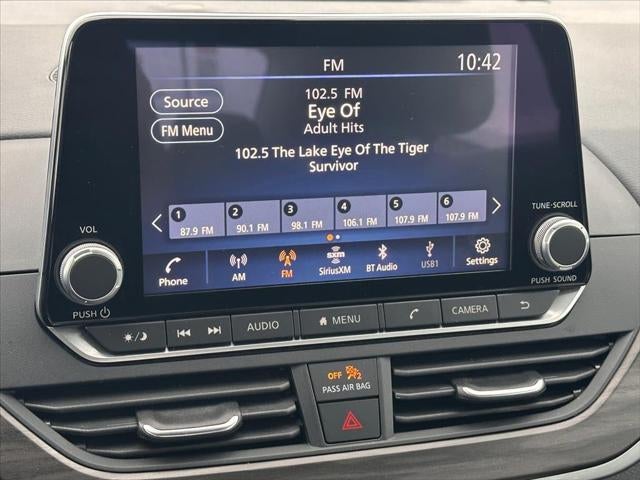 FM
10:42
Source
FM Menu
102.5 FM
Eye Of
Adult Hits
102.5 The Lake Eye Of The Tiger
Survivor
1 87.9 FM
2 90.1 FM
3 98.1 FM
4 106.1 FM
5 107.9 FM
6 107.9 FM
Phone
AM
FM
sxm
SiriusXM
BT Audio
USB1
Settings
VOL
PUSH
TUNE·SCROLL
PUSH SOUND
AUDIO
MENU
CAMERA
OFF 2
PASS AIR BAG